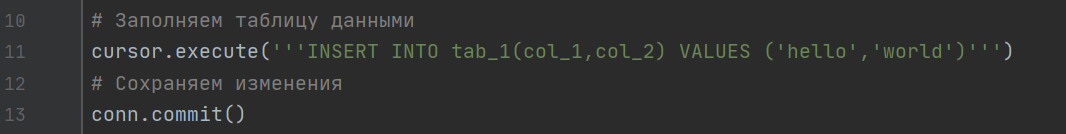 10 # Заполняем таблицу данными
11 cursor.execute('''INSERT INTO tab_1(col_1,col_2) VALUES ('hello','world')''')
12 # Сохраняем изменения
13 conn.commit()